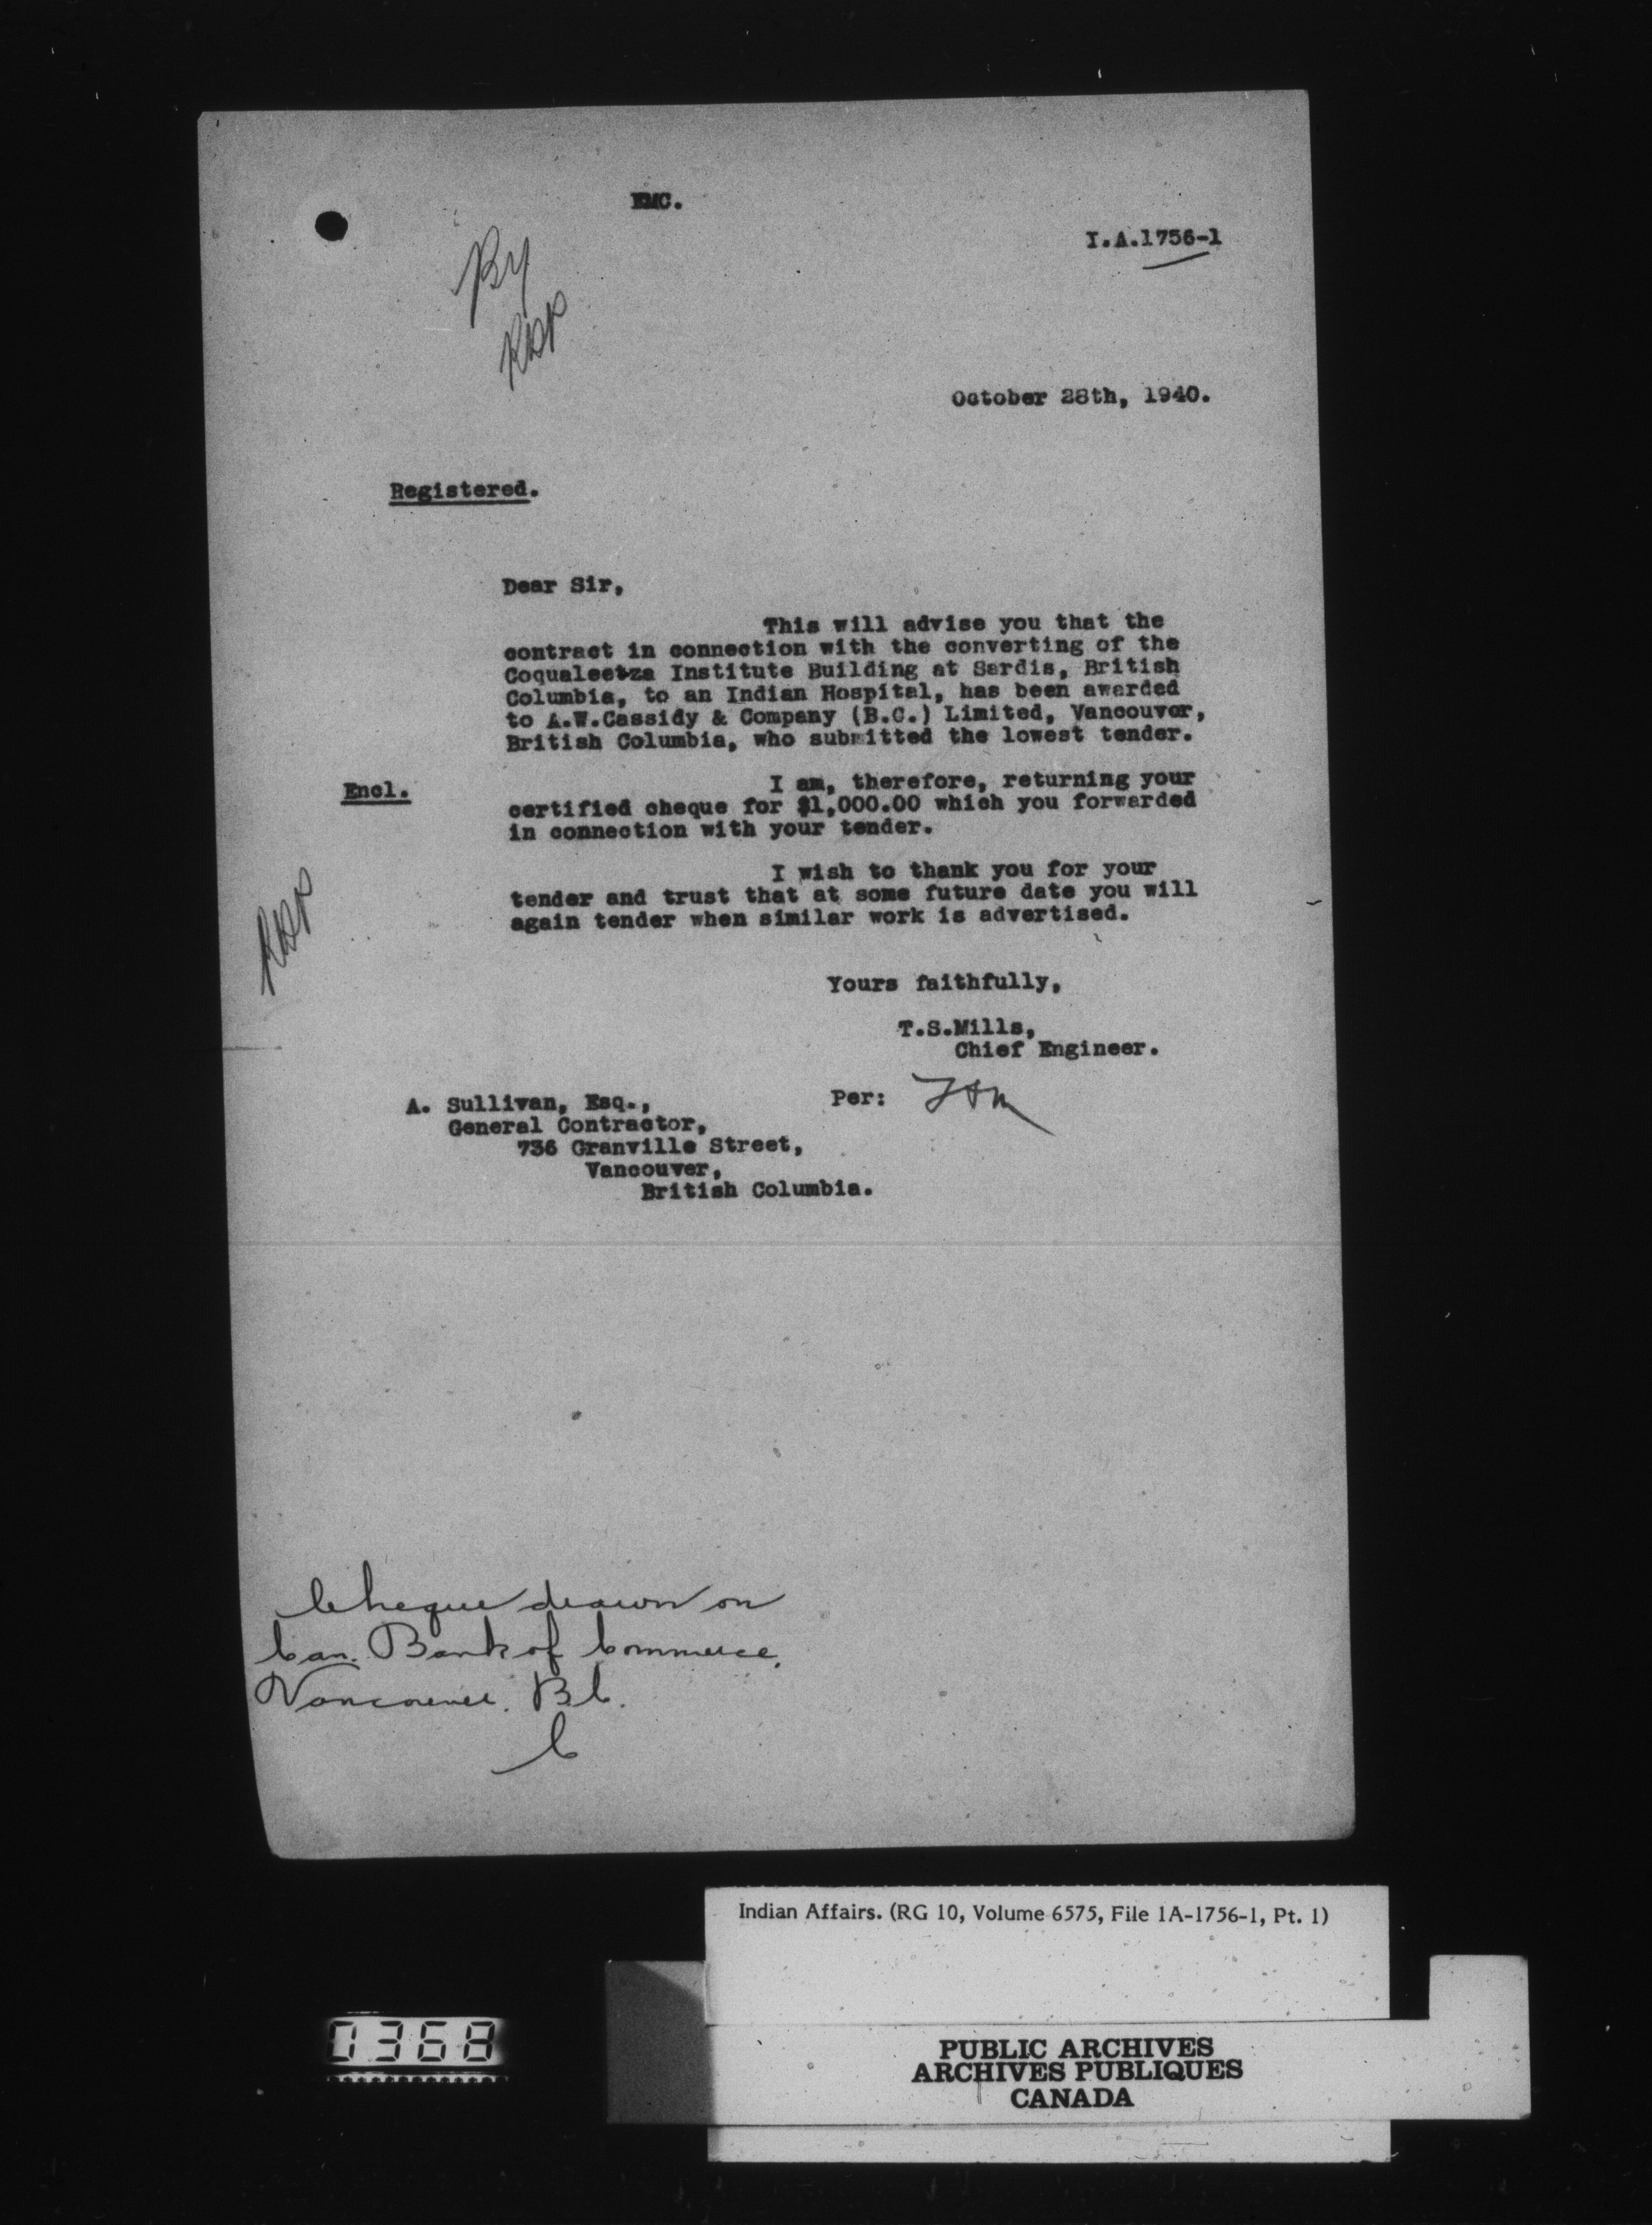 EMC.
I.A.1756-1
October 28th, 1940.
Registered.
Dear Sir,
This will advise you that the
contract in connection with the converting of the
Coqualeetza Institute Building at Sardis, British
Columbia, to an Indian Hospital, has been awarded
to A.W.Cassidy & Company (B.C.) Limited, Vancouver,
British Columbia, who submitted the lowest tender.
Encl.
I am, therefore, returning your
certified cheque for $1,000.00 which you forwarded
in connection with your tender.
I wish to thank you for your
tender and trust that at some future date you will
again tender when similar work is advertised.
Yours faithfully,
T.S.Mills,
Chief Engineer.
Per:
A. Sullivan, Esq.,
General Contractor,
736 Granville Street,
Vancouver,
British Columbia.
Cheque drawn on
Can. Bank of Commerce,
Vancouver. BC.
C
Indian Affairs. (RG 10, Volume 6575, File 1A-1756-1, Pt. 1)
0368
PUBLIC ARCHIVES
ARCHIVES PUBLIQUES
CANADA